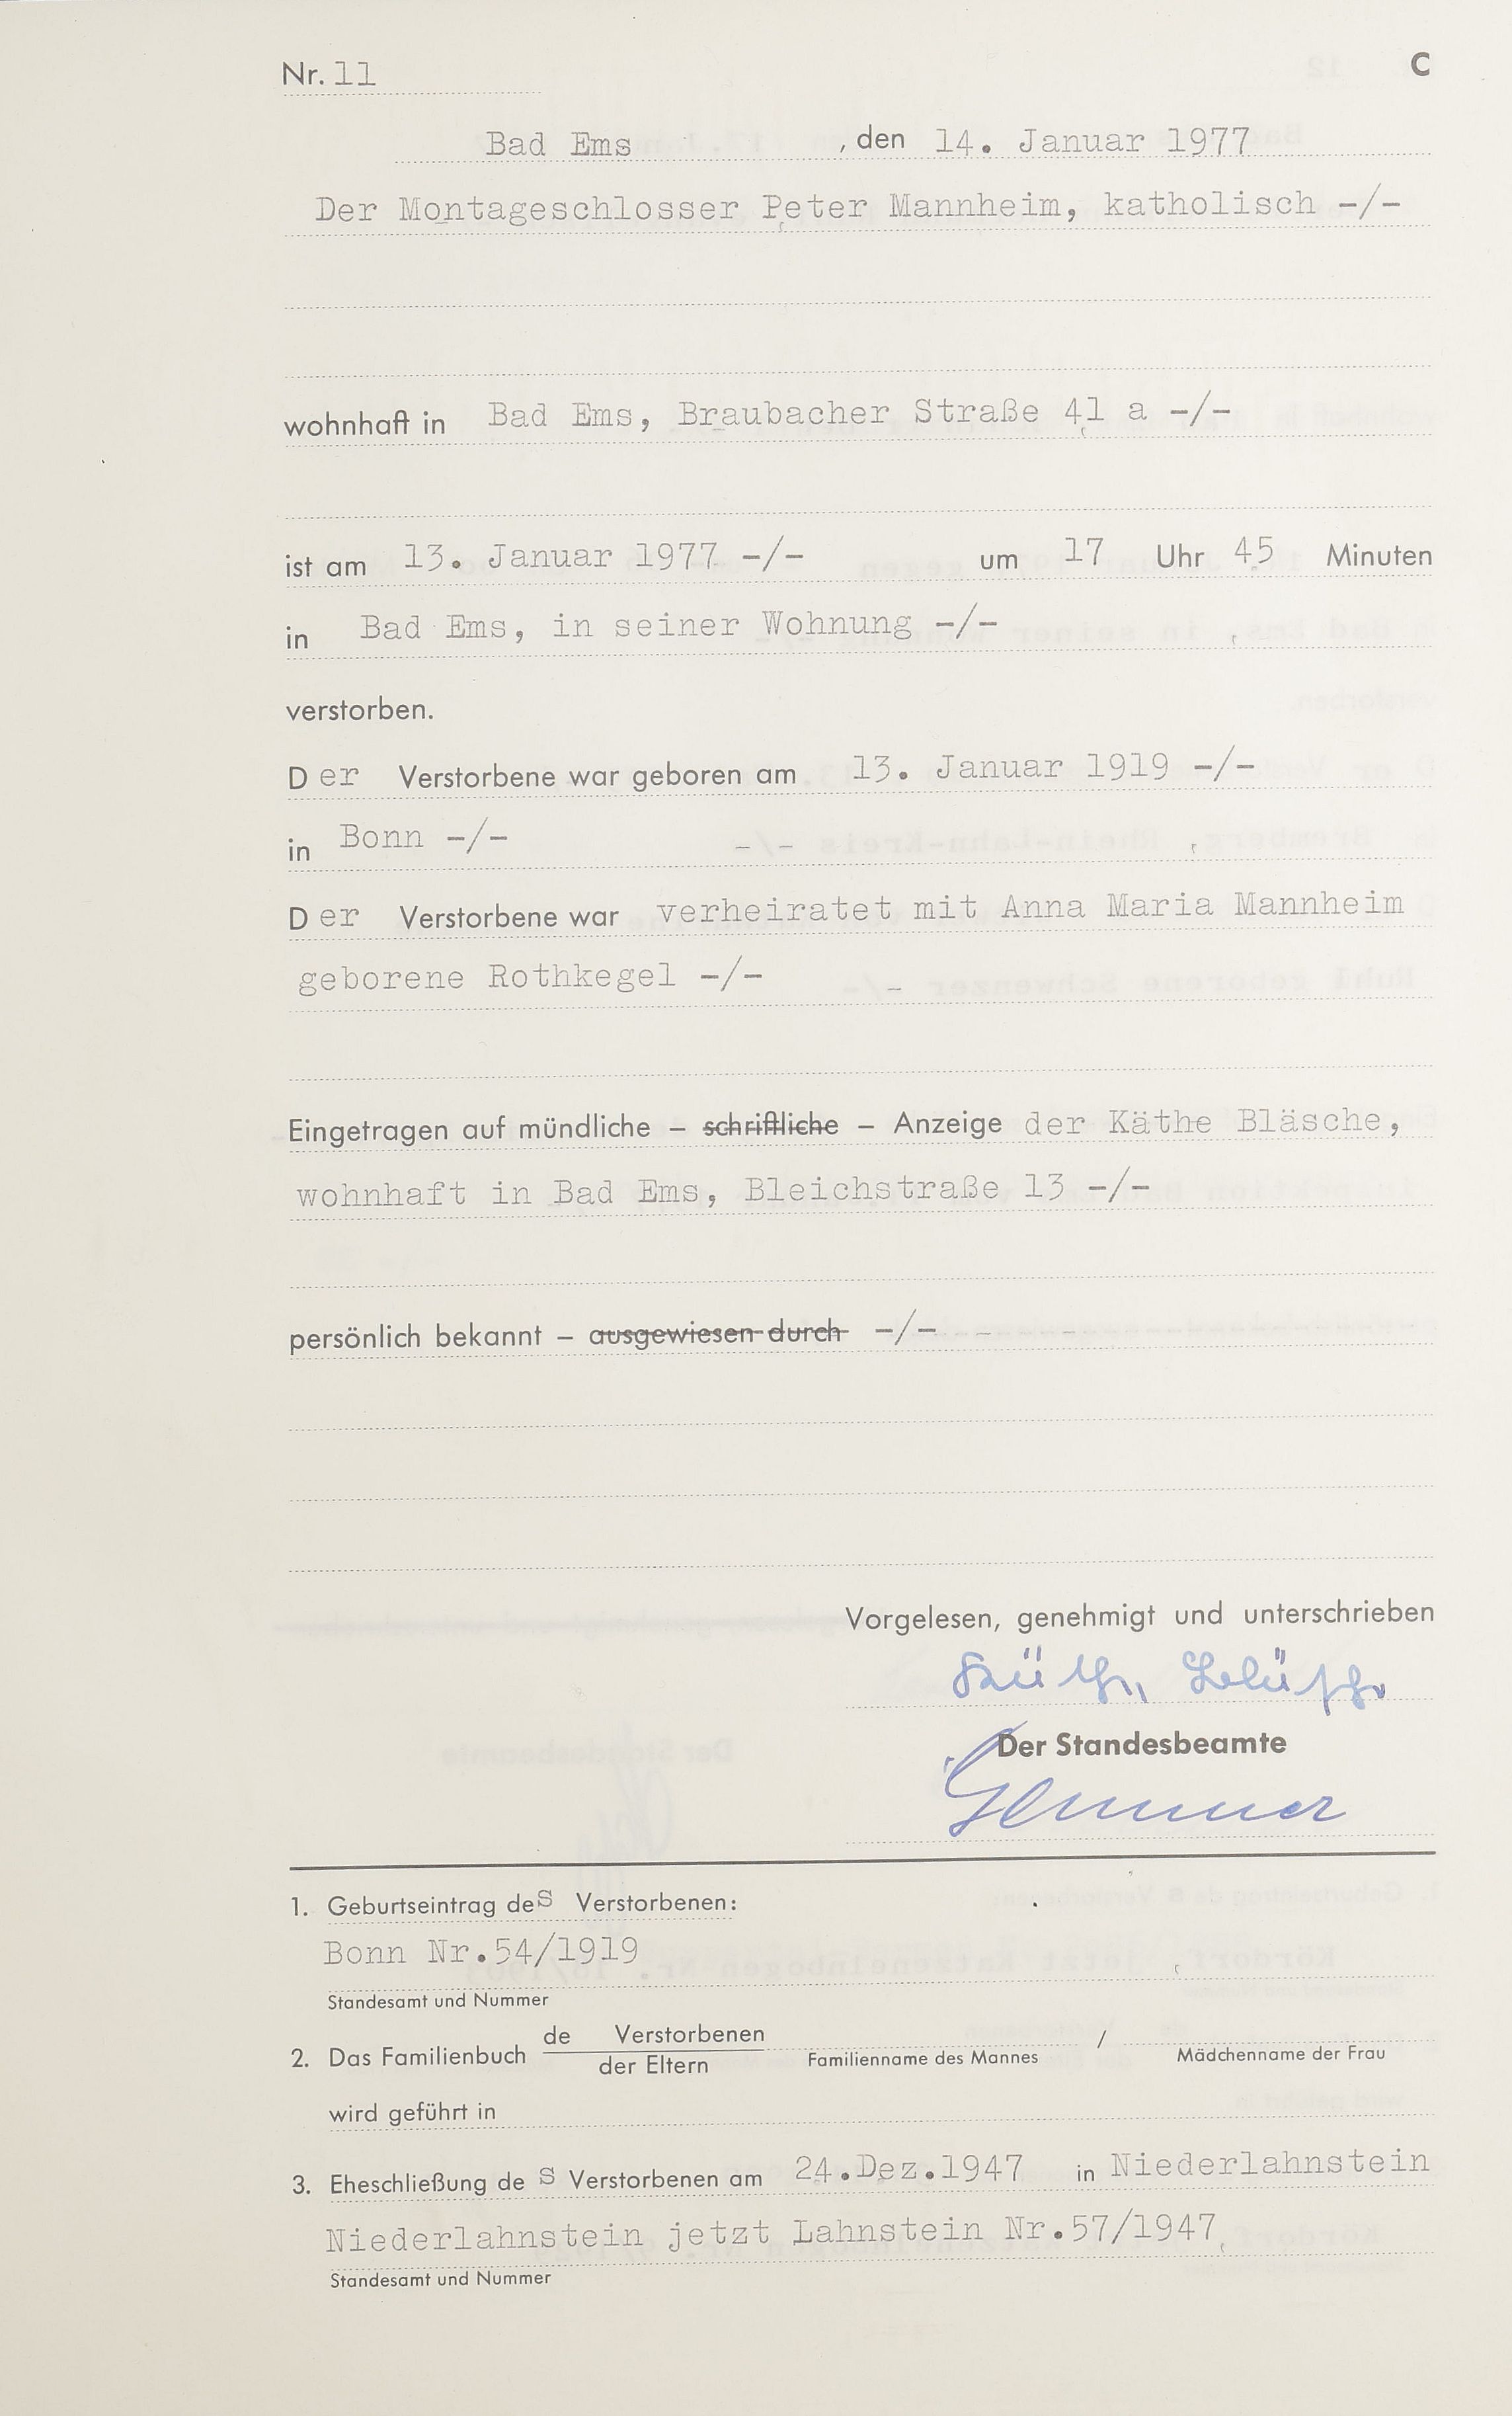 Nr. 11 C
Bad Ems , den 14. Januar 1977
Der Montageschlosser Peter Mannheim, katholisch -/-
wohnhaft in Bad Ems, Braubacher Straße 41 a -/-
ist am 13. Januar 1977 -/- um 17 Uhr 45 Minuten
in Bad Ems, in seiner Wohnung -/- ,
verstorben.
Der Verstorbene war geboren am 13. Januar 1919 -/-
in Bonn -/- ,
Der Verstorbene war verheiratet mit Anna Maria Mannheim
geborene Rothkegel -/-
Eingetragen auf mündliche – schriftliche – Anzeige der Käthe Bläsche,
wohnhaft in Bad Ems, Bleichstraße 13 -/-
persönlich bekannt – ausgewiesen durch -/-
Vorgelesen, genehmigt und unterschrieben
Käthe Bläsche
Der Standesbeamte
1. Geburtseintrag des Verstorbenen:
Bonn Nr.54/1919
Standesamt und Nummer
de Verstorbenen
2. Das Familienbuch der Eltern Familienname des Mannes / Mädchenname der Frau
wird geführt in
3. Eheschließung des Verstorbenen am 24.Dez.1947 in Niederlahnstein
Niederlahnstein jetzt Lahnstein Nr.57/1947
Standesamt und Nummer